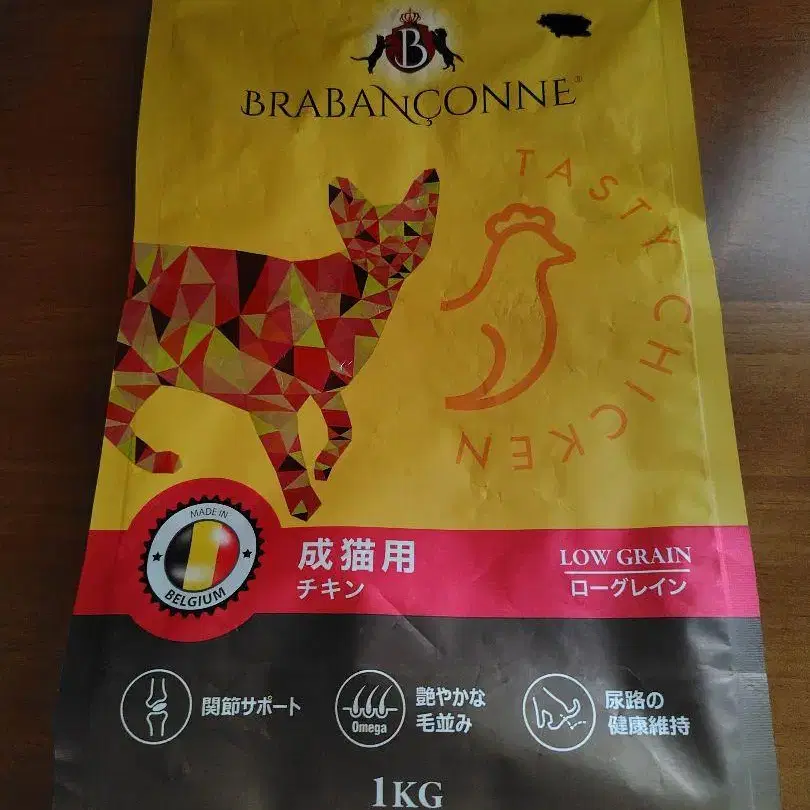 B
BRABANÇONNE®
TASTY CHICKEN
MADE IN
BELGIUM
成猫用
チキン
LOW GRAIN
ローグレイン
関節サポート
Omega
艶やかな
毛並み
尿路の
健康維持
1KG